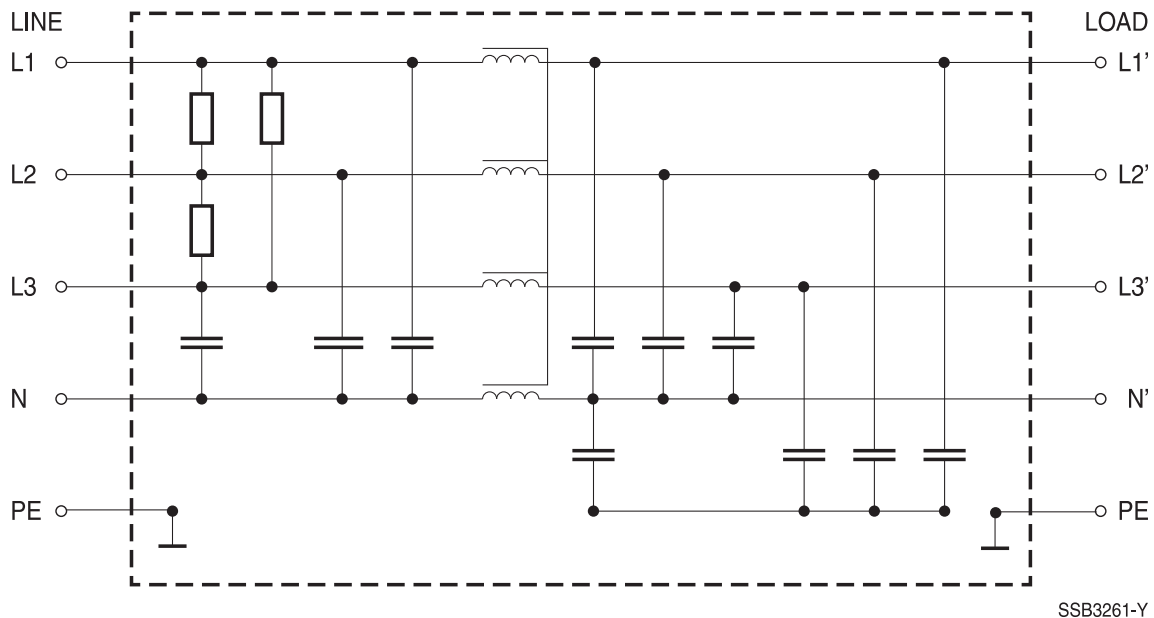 LINE LOAD
L1 L1’
L2 L2’
L3 L3’
N N’
PE PE
SSB3261-Y